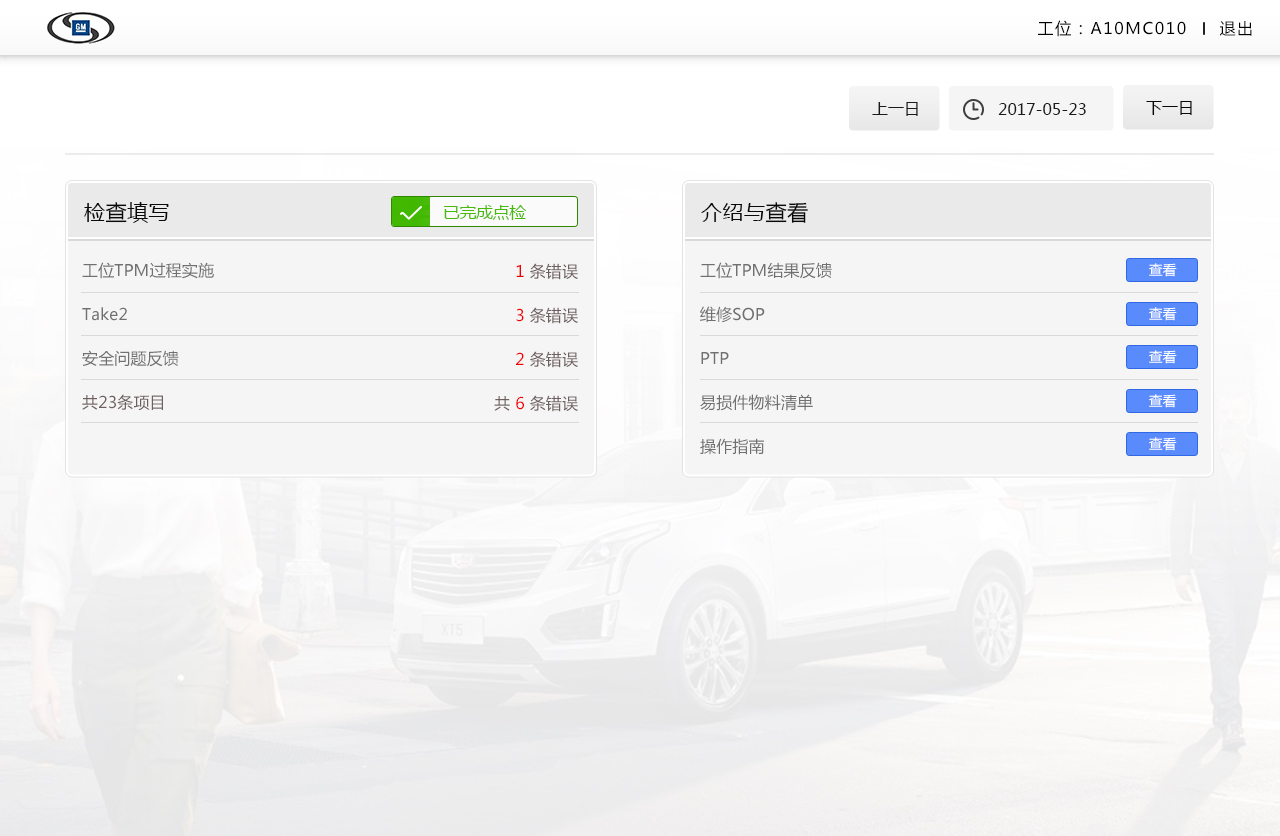 GM
工位：A10MC010 | 退出
上一日 2017-05-23 下一日
检查填写 已完成点检
工位TPM过程实施 1 条错误
Take2 3 条错误
安全问题反馈 2 条错误
共23条项目 共 6 条错误
介绍与查看
工位TPM结果反馈 查看
维修SOP 查看
PTP 查看
易损件物料清单 查看
操作指南 查看
XT5